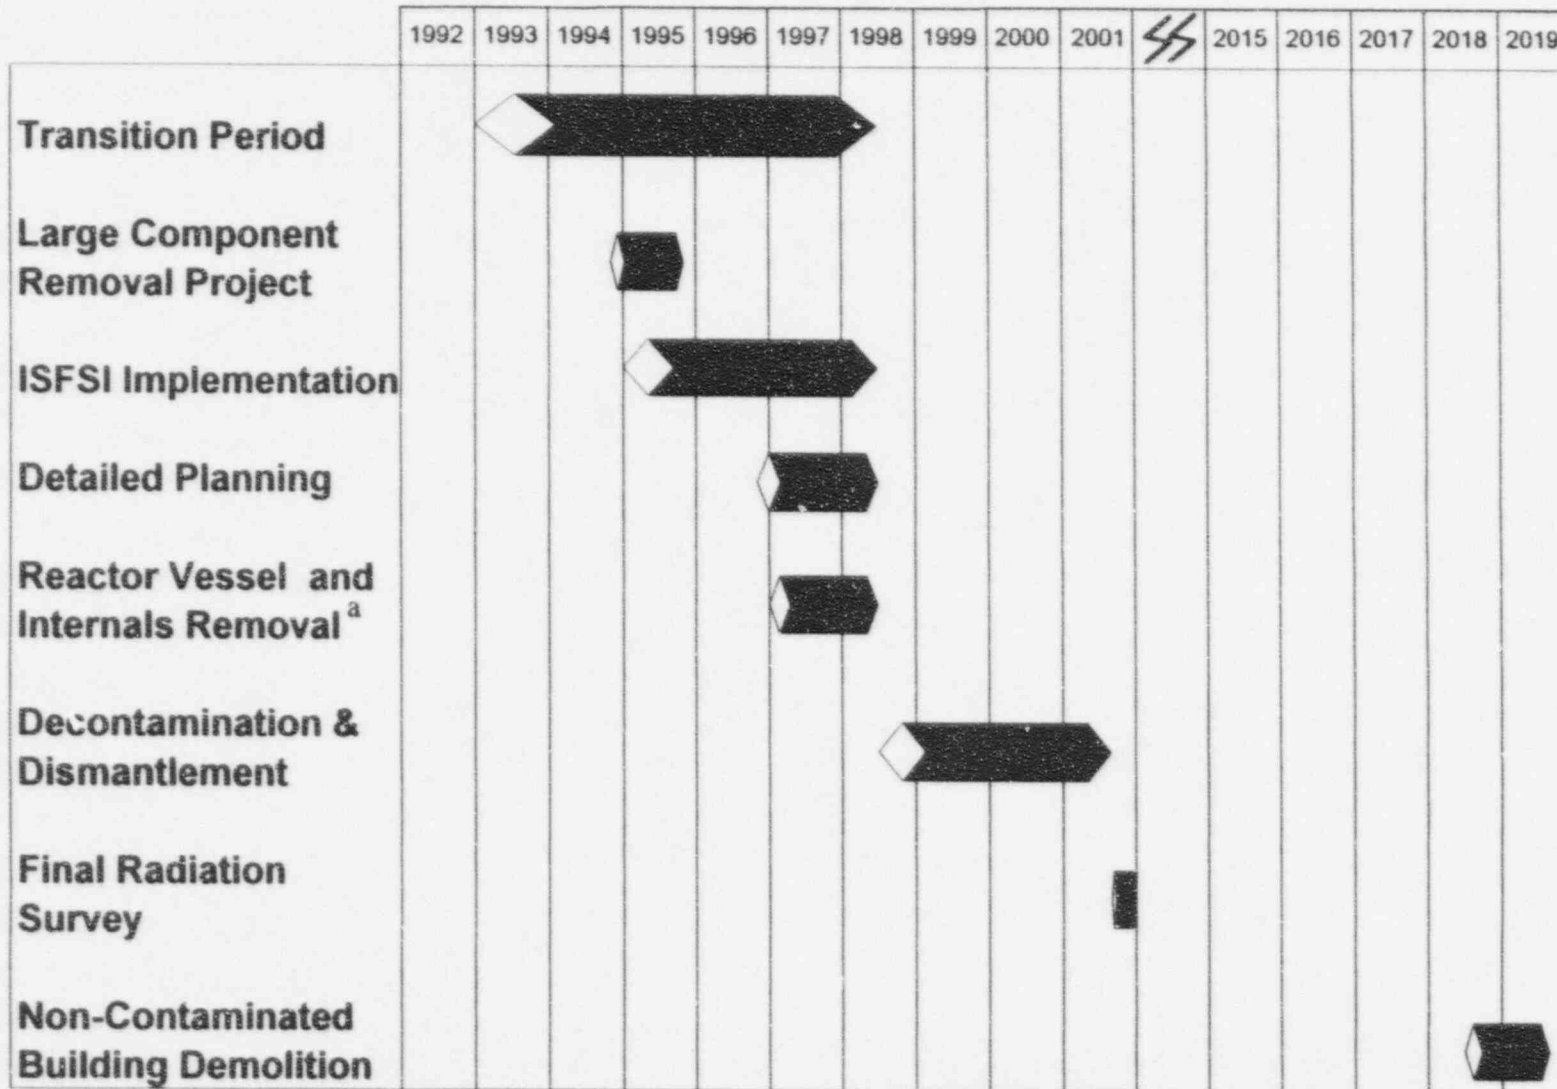 1992 1993 1994 1995 1996 1997 1998 1999 2000 2001 2015 2016 2017 2018 2019
Transition Period
Large Component
Removal Project
ISFSI Implementation
Detailed Planning
Reactor Vessel and
Internals Removal a
Decontamination &
Dismantlement
Final Radiation
Survey
Non-Contaminated
Building Demolition